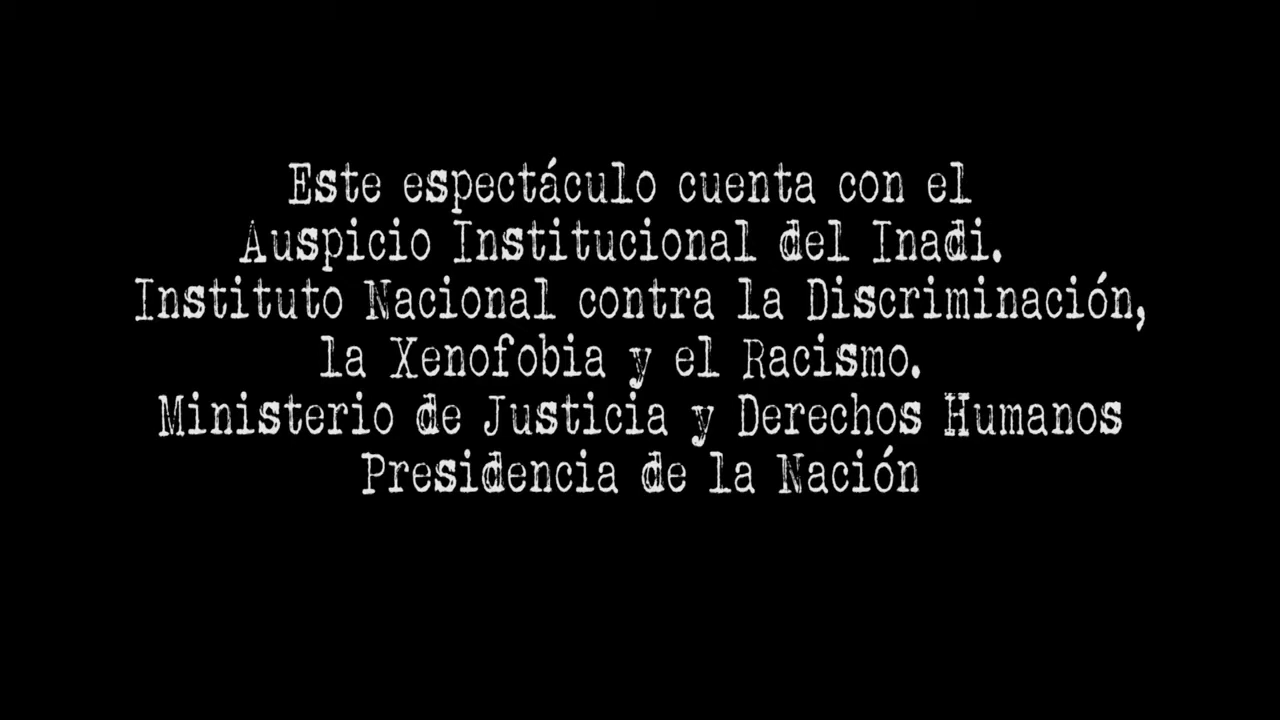 Este espectáculo cuenta con el
Auspicio Institucional del Inadi.
Instituto Nacional contra la Discriminación,
la Xenofobia y el Racismo.
Ministerio de Justicia y Derechos Humanos
Presidencia de la Nación